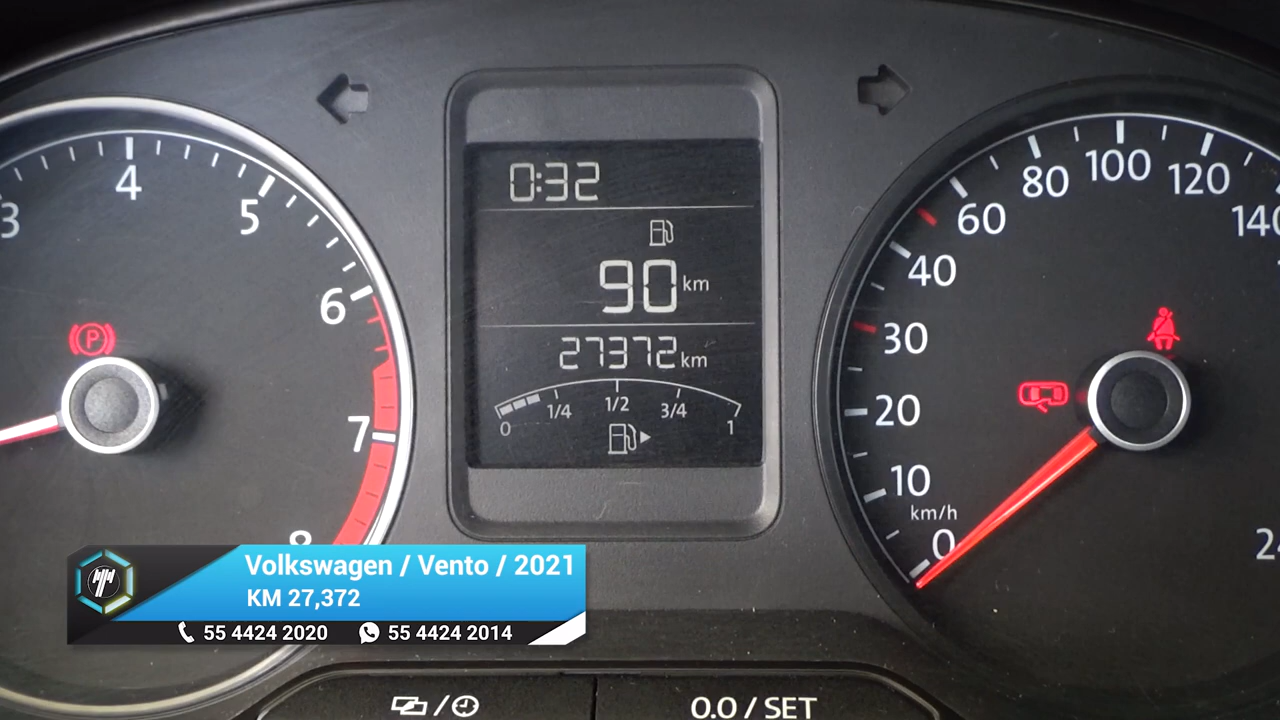 3
4
5
6
7
8
P
0:32
90 km
27372 km
0 1/4 1/2 3/4 1
0
10
20
30
40
60
80
100
120
140
24
km/h
Volkswagen / Vento / 2021
KM 27,372
55 4424 2020 55 4424 2014
/
0.0 / SET